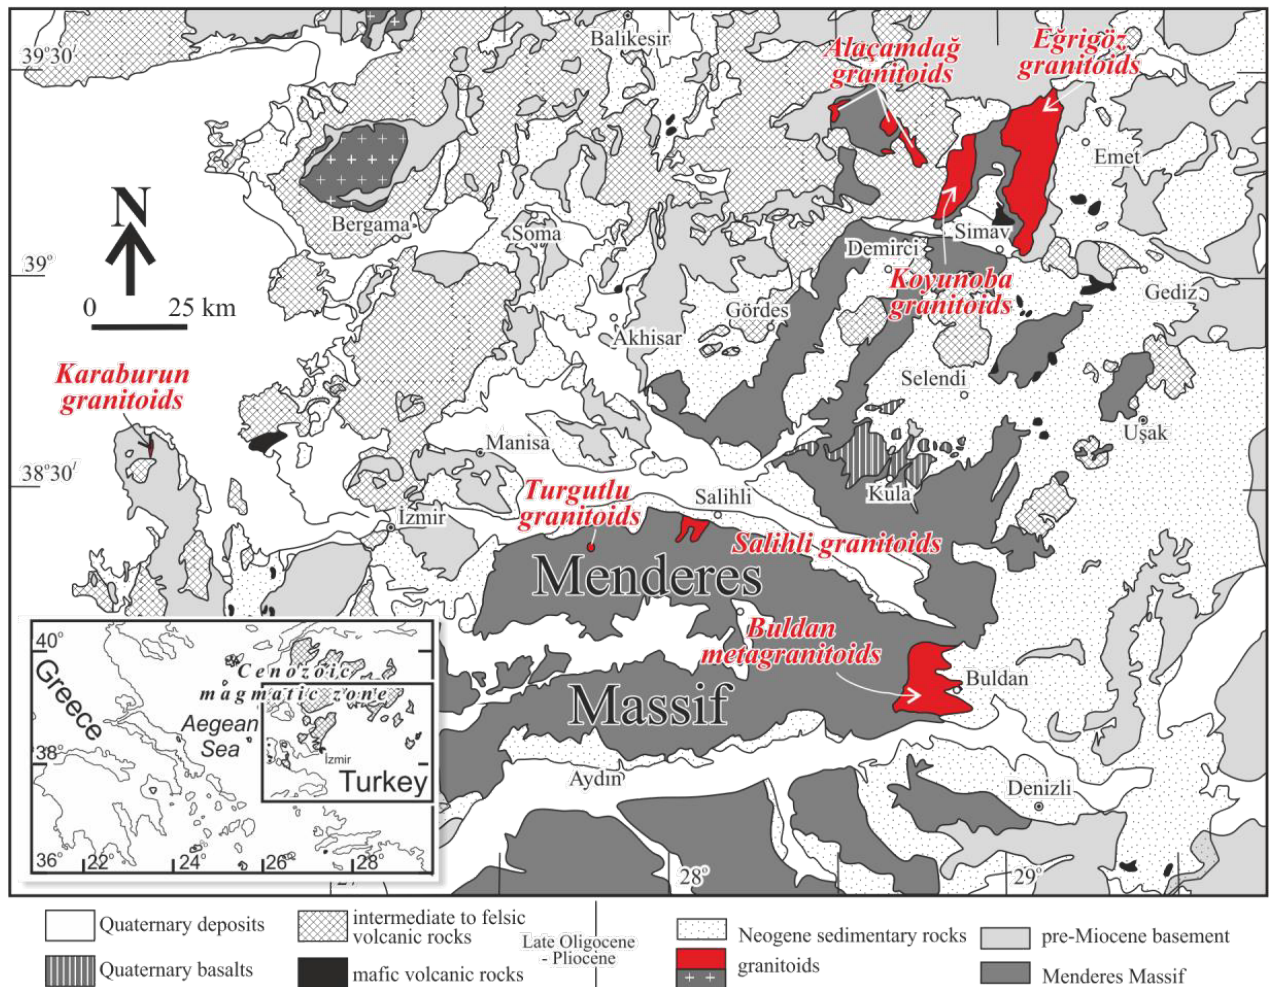 39°30'
39°
38°30'
Balikesir
Alaçamdağ
granitoids
Eğrigöz
granitoids
Emet
N
0 25 km
Bergama
Soma
Demirci
Simav
Koyunoba
granitoids
Gediz
Gördes
Akhisar
Karaburun
granitoids
Selendi
Uşak
Manisa
Kula
Turgutlu
granitoids
Salihli
Salihli granitoids
İzmir
Menderes
Massif
Buldan
metagranitoids
Buldan
Aydın
Denizli
27
28°
29°
40°
38°
36°
22°
24°
26°
28°
Greece
Cenozoic
magmatic zone
Aegean
Sea
İzmir
Turkey
Quaternary deposits
Quaternary basalts
intermediate to felsic
volcanic rocks
mafic volcanic rocks
Late Oligocene
- Pliocene
Neogene sedimentary rocks
granitoids
pre-Miocene basement
Menderes Massif